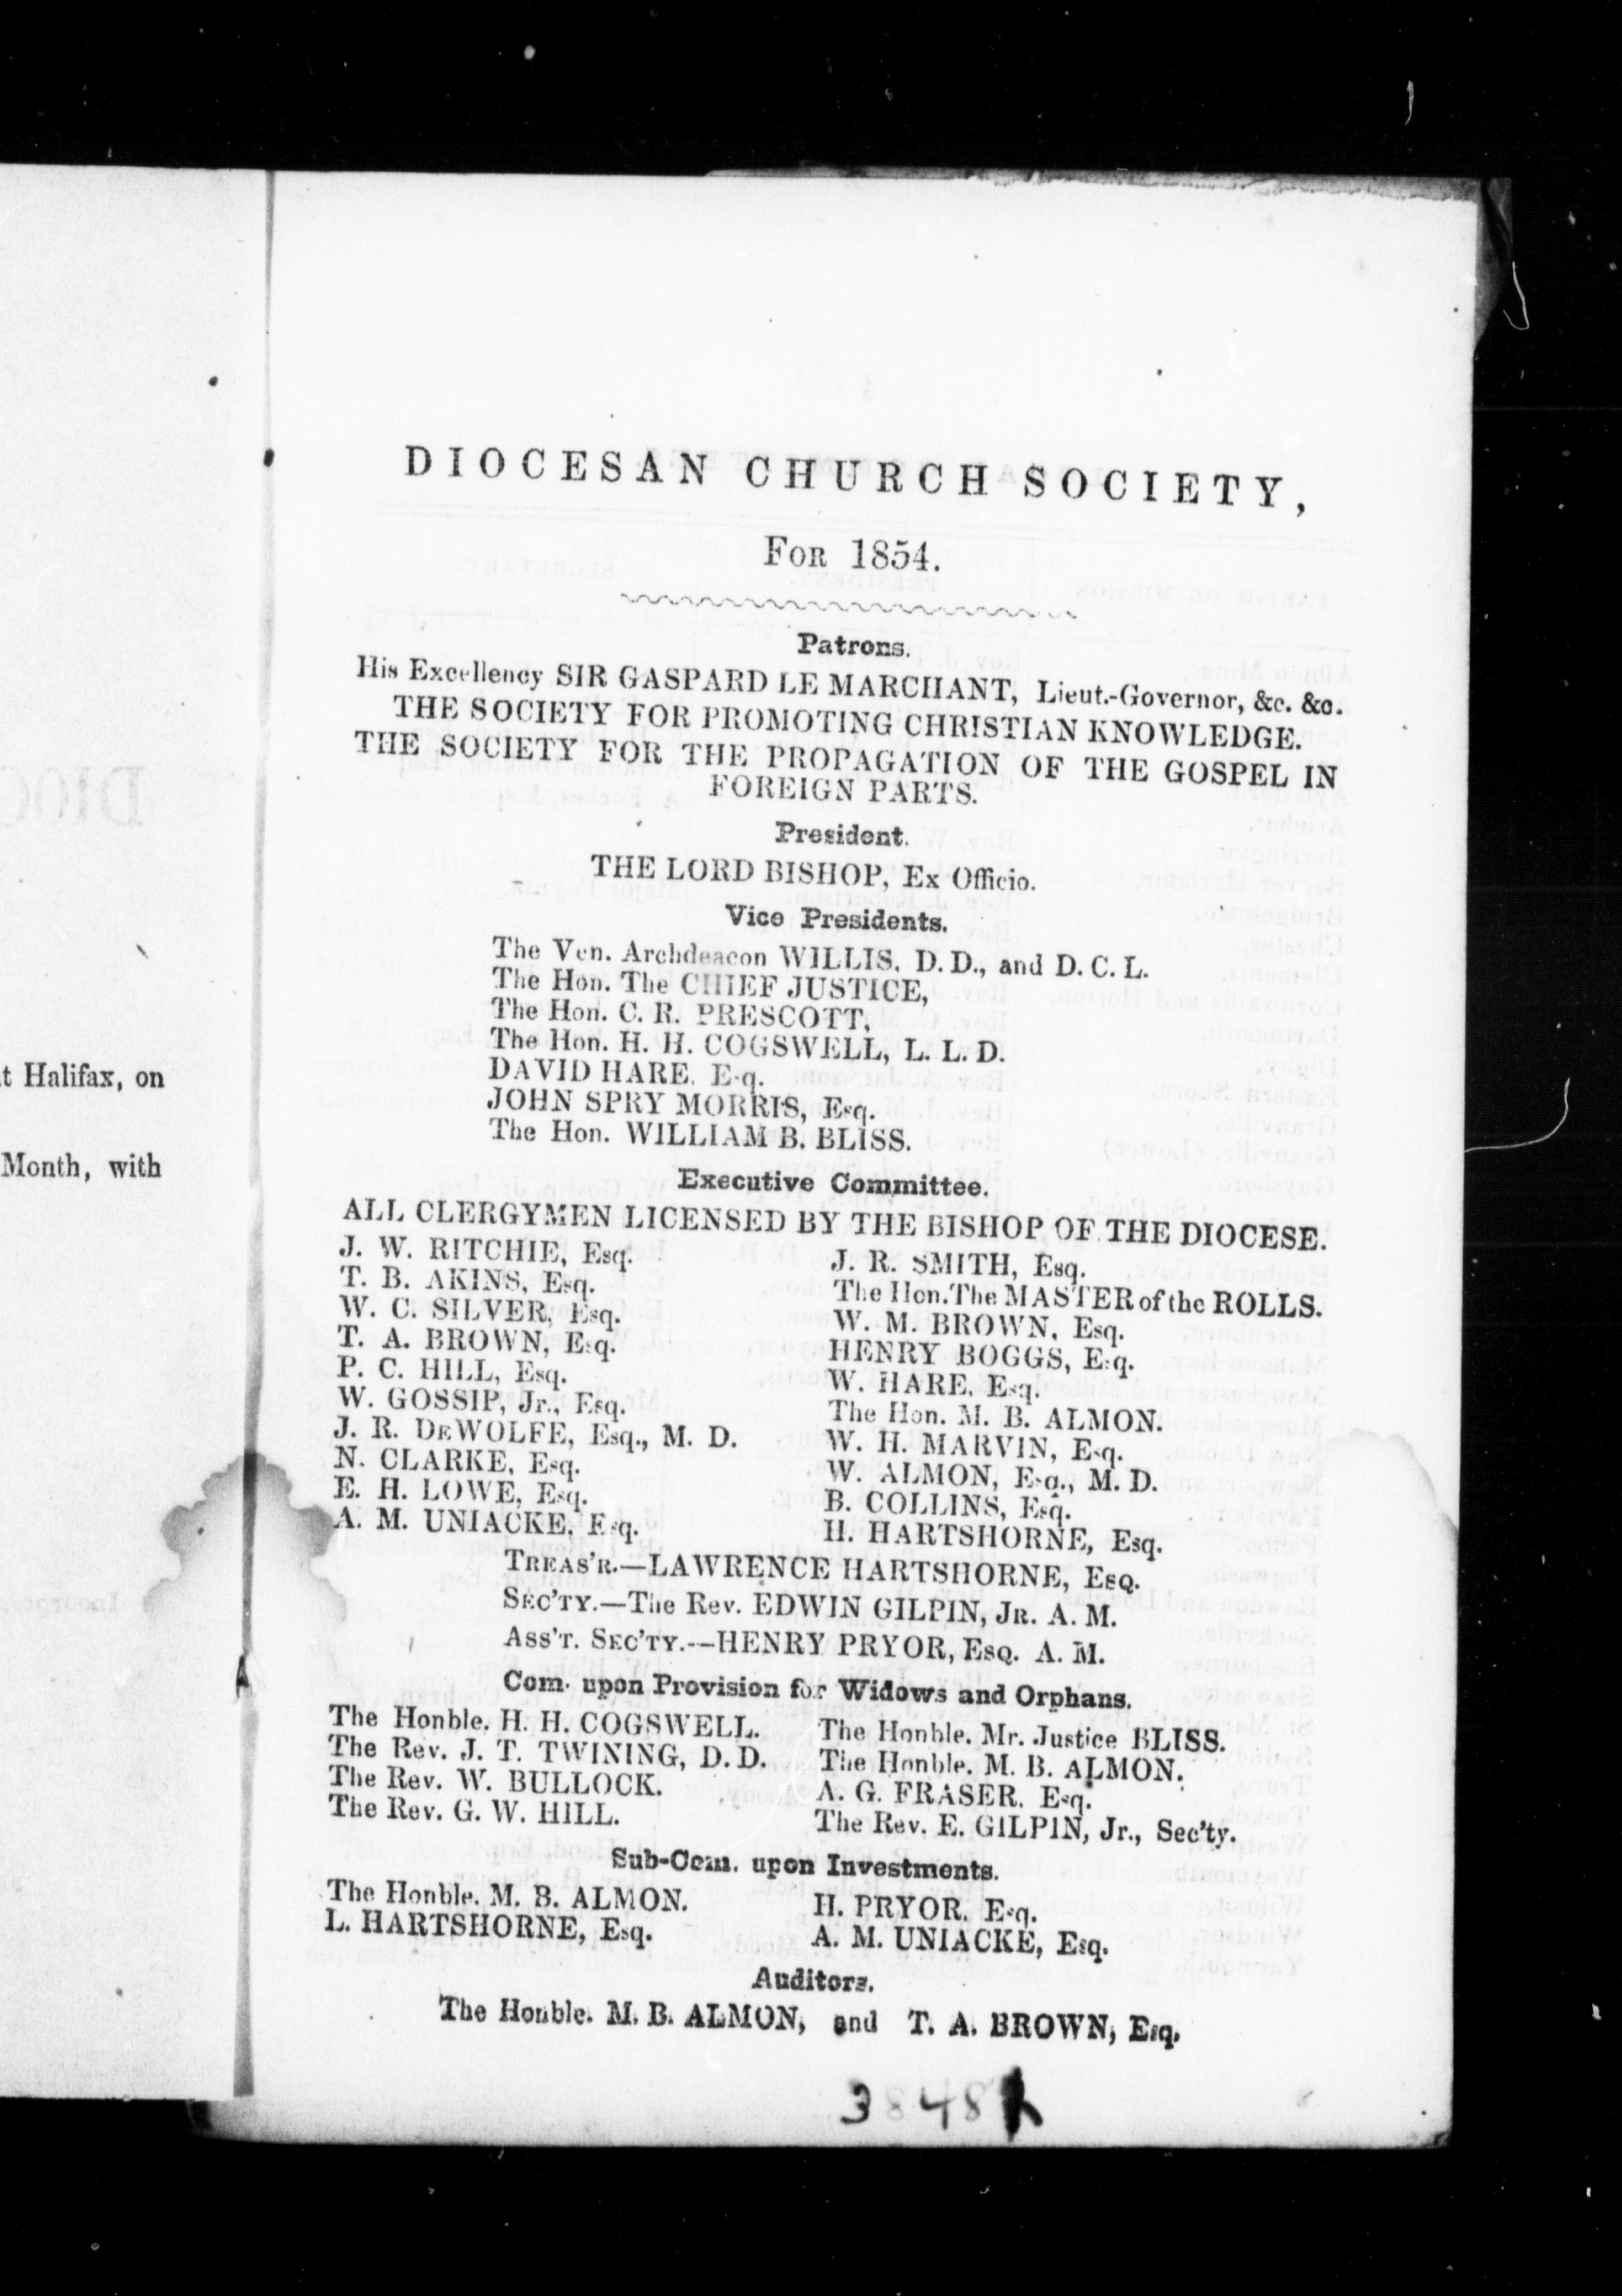 t Halifax, on
Month, with
DIOCESAN CHURCH SOCIETY,
FOR 1854.
Patrons.
His Excellency SIR GASPARD LE MARCHANT, Lieut.-Governor, &c. &c.
THE SOCIETY FOR PROMOTING CHRISTIAN KNOWLEDGE.
THE SOCIETY FOR THE PROPAGATION OF THE GOSPEL IN
FOREIGN PARTS.
President.
THE LORD BISHOP, Ex Officio.
Vice Presidents.
The Ven. Archdeacon WILLIS, D. D., and D. C. L.
The Hon. The CHIEF JUSTICE,
The Hon. C. R. PRESCOTT,
The Hon. H. H. COGSWELL, L. L. D.
DAVID HARE, Esq.
JOHN SPRY MORRIS, Esq.
The Hon. WILLIAM B. BLISS.
Executive Committee.
ALL CLERGYMEN LICENSED BY THE BISHOP OF THE DIOCESE.
J. W. RITCHIE, Esq.
T. B. AKINS, Esq.
W. C. SILVER, Esq.
T. A. BROWN, Esq.
P. C. HILL, Esq.
W. GOSSIP, Jr., Esq.
J. R. DEWOLFE, Esq., M. D.
N. CLARKE, Esq.
E. H. LOWE, Esq.
A. M. UNIACKE, Esq.
J. R. SMITH, Esq.
The Hon. The MASTER of the ROLLS.
W. M. BROWN, Esq.
HENRY BOGGS, Esq.
W. HARE, Esq.
The Hon. M. B. ALMON.
W. H. MARVIN, Esq.
W. ALMON, Esq., M. D.
B. COLLINS, Esq.
H. HARTSHORNE, Esq.
TREAS'R.—LAWRENCE HARTSHORNE, ESQ.
SEC'TY.—The Rev. EDWIN GILPIN, JR. A. M.
ASS'T. SEC'TY.—HENRY PRYOR, ESQ. A. M.
Com. upon Provision for Widows and Orphans.
The Honble. H. H. COGSWELL.
The Rev. J. T. TWINING, D. D.
The Rev. W. BULLOCK.
The Rev. G. W. HILL.
The Honble. Mr. Justice BLISS.
The Honble. M. B. ALMON.
A. G. FRASER, Esq.
The Rev. E. GILPIN, Jr., Sec'ty.
Sub-Com. upon Investments.
The Honble. M. B. ALMON.
L. HARTSHORNE, Esq.
H. PRYOR, Esq.
A. M. UNIACKE, Esq.
Auditors.
The Honble. M. B. ALMON, and T. A. BROWN, Esq.